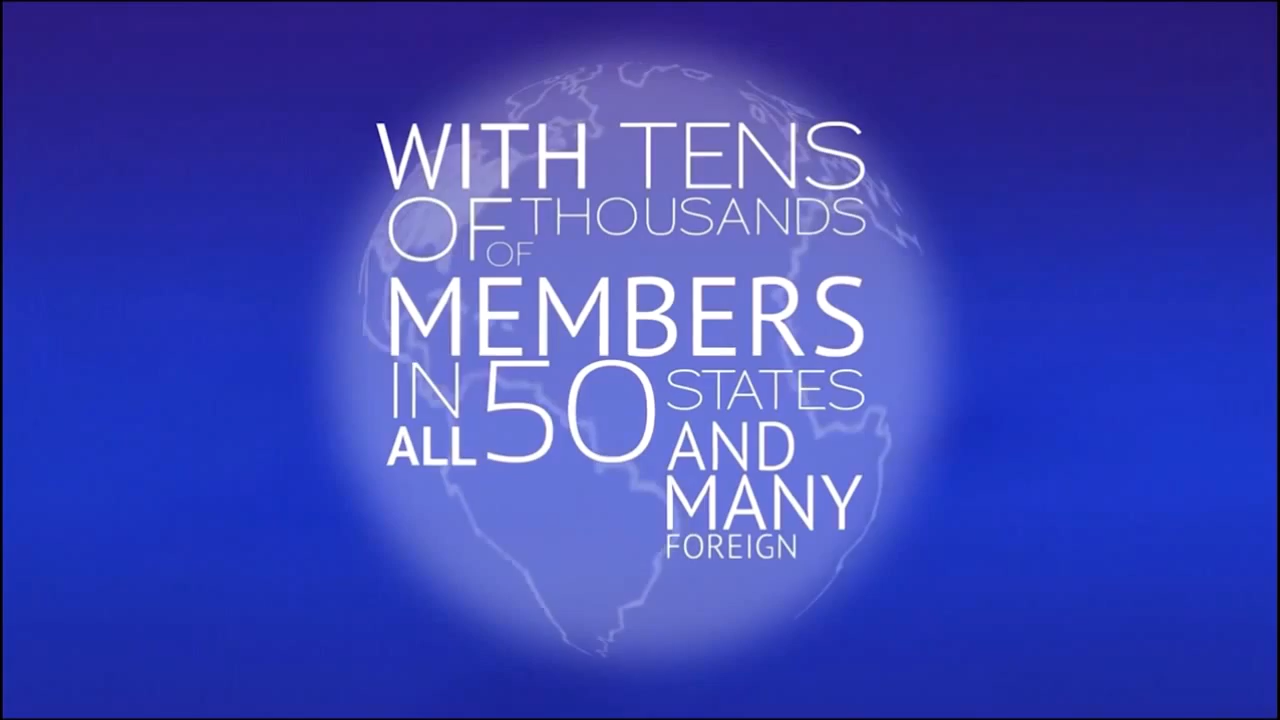 WITH TENS
OF THOUSANDS
OF
MEMBERS
IN ALL 50 STATES
AND
MANY
FOREIGN